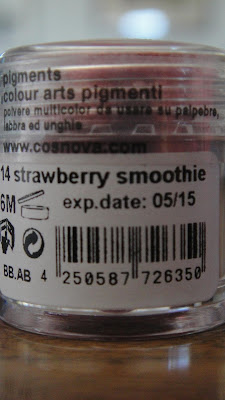 pigments
colour arts pigmenti
polvere multicolor da usare su palpebre,
labbra ed unghie
www.cosnova.com
14 strawberry smoothie
6M exp.date: 05/15
BB.AB 4 250587 726350